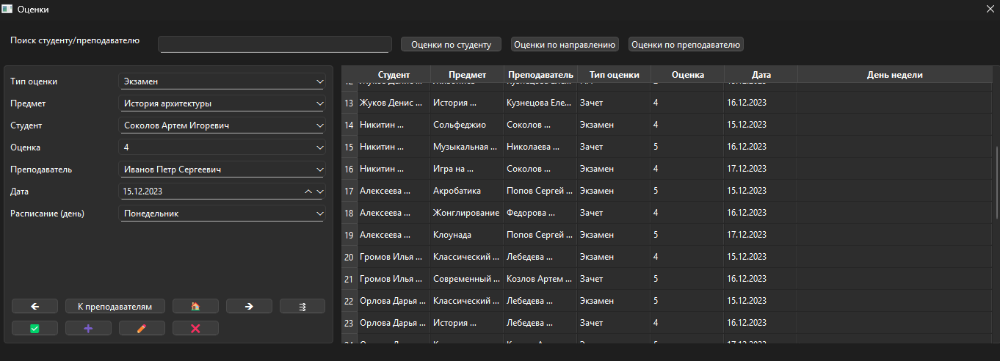 Оценки
Поиск студенту/преподавателю
Оценки по студенту Оценки по направлению Оценки по преподавателю
Тип оценки Экзамен
Предмет История архитектуры
Студент Соколов Артем Игоревич
Оценка 4
Преподаватель Иванов Петр Сергеевич
Дата 15.12.2023
Расписание (день) Понедельник
К преподавателям
Студент Предмет Преподаватель Тип оценки Оценка Дата День недели
13 Жуков Денис ... История ... Кузнецова Еле... Зачет 4 16.12.2023
14 Никитин ... Сольфеджио Соколов ... Экзамен 4 15.12.2023
15 Никитин ... Музыкальная ... Николаева ... Зачет 5 16.12.2023
16 Никитин ... Игра на ... Соколов ... Экзамен 4 17.12.2023
17 Алексеева ... Акробатика Попов Сергей ... Экзамен 5 15.12.2023
18 Алексеева ... Жонглирование Федорова ... Зачет 4 16.12.2023
19 Алексеева ... Клоунада Попов Сергей ... Экзамен 5 17.12.2023
20 Громов Илья ... Классический ... Лебедева ... Экзамен 4 15.12.2023
21 Громов Илья ... Современный ... Козлов Артем ... Зачет 5 16.12.2023
22 Орлова Дарья ... Классический ... Лебедева ... Экзамен 5 15.12.2023
23 Орлова Дарья ... История ... Лебедева ... Зачет 4 16.12.2023